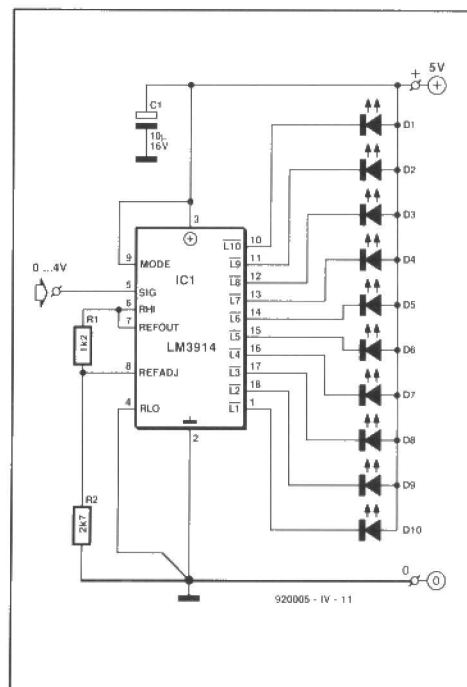 5V
+
C1
10µ
16V
D1
D2
D3
D4
D5
D6
D7
D8
D9
D10
3
9
MODE
IC1
0 ...4V
5
SIG
6
RHI
7
REFOUT
LM3914
R1
1k2
8
REFADJ
4
RLO
2
L10
10
L9
11
L8
12
L7
13
L6
14
L5
15
L4
16
L3
17
L2
18
L1
1
R2
2k7
0
0
920005 - IV - 11